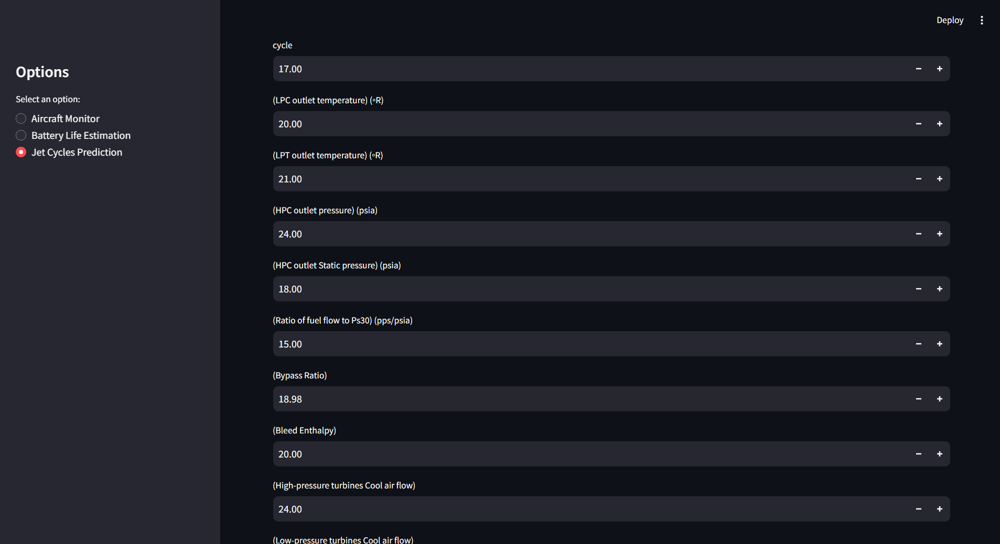 Deploy
Options
Select an option:
Aircraft Monitor
Battery Life Estimation
Jet Cycles Prediction
cycle
17.00
(LPC outlet temperature) (◦R)
20.00
(LPT outlet temperature) (◦R)
21.00
(HPC outlet pressure) (psia)
24.00
(HPC outlet Static pressure) (psia)
18.00
(Ratio of fuel flow to Ps30) (pps/psia)
15.00
(Bypass Ratio)
18.98
(Bleed Enthalpy)
20.00
(High-pressure turbines Cool air flow)
24.00
(Low-pressure turbines Cool air flow)